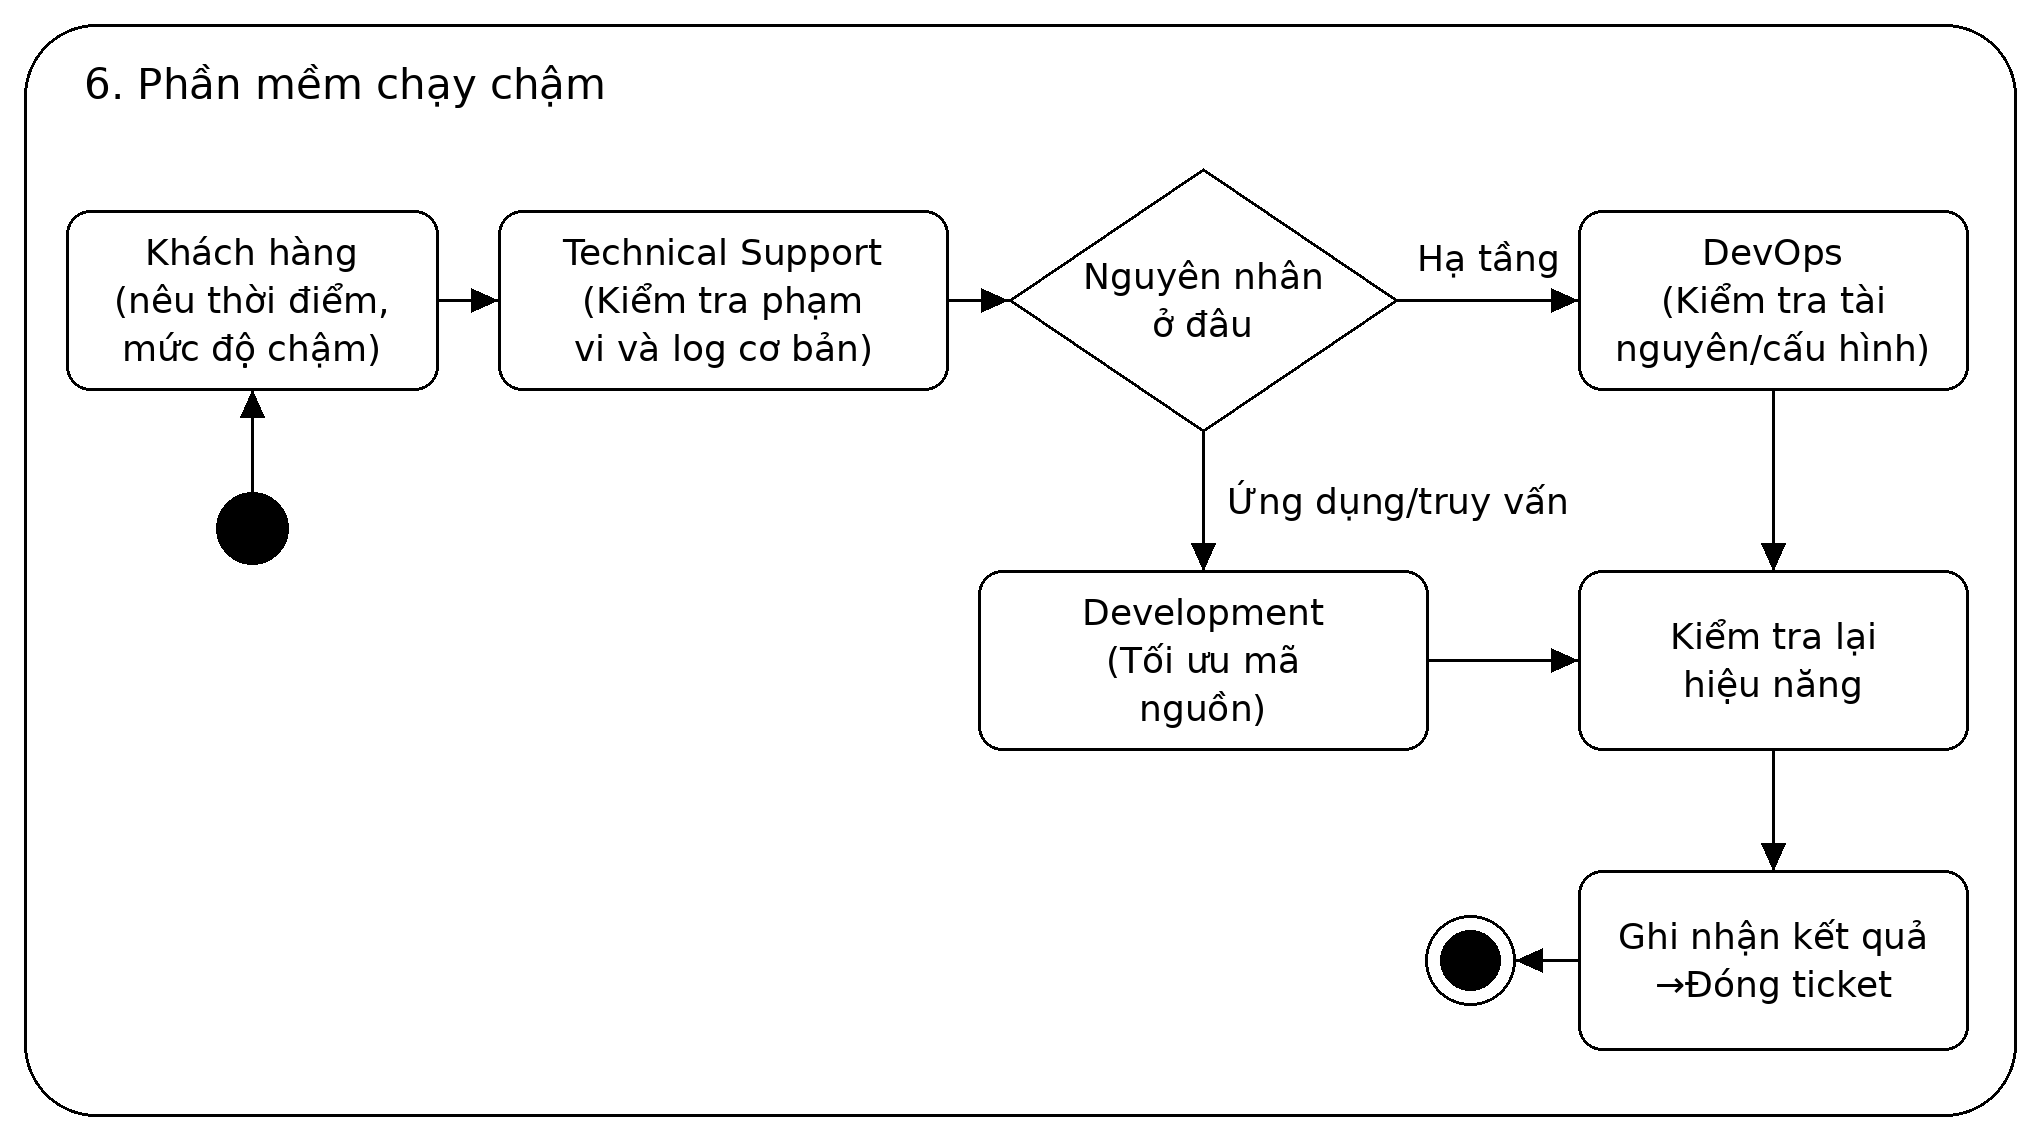 6. Phần mềm chạy chậm
Khách hàng
(nêu thời điểm,
mức độ chậm)
Technical Support
(Kiểm tra phạm
vi và log cơ bản)
Nguyên nhân
ở đâu
Hạ tầng
DevOps
(Kiểm tra tài
nguyên/cấu hình)
Ứng dụng/truy vấn
Development
(Tối ưu mã
nguồn)
Kiểm tra lại
hiệu năng
Ghi nhận kết quả
→Đóng ticket